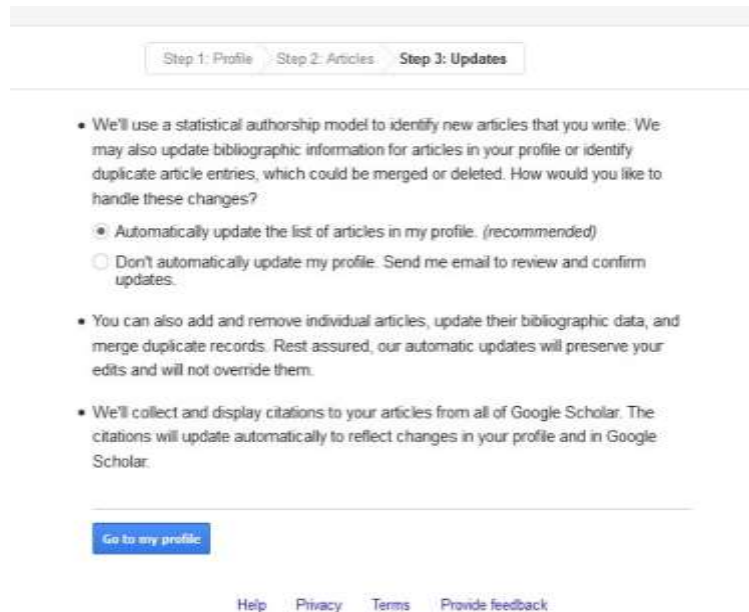 Step 1: Profile Step 2: Articles Step 3: Updates
We'll use a statistical authorship model to identify new articles that you write. We
may also update bibliographic information for articles in your profile or identify
duplicate article entries, which could be merged or deleted. How would you like to
handle these changes?
Automatically update the list of articles in my profile. (recommended)
Don't automatically update my profile. Send me email to review and confirm
updates.
You can also add and remove individual articles, update their bibliographic data, and
merge duplicate records. Rest assured, our automatic updates will preserve your
edits and will not override them.
We'll collect and display citations to your articles from all of Google Scholar. The
citations will update automatically to reflect changes in your profile and in Google
Scholar.
Go to my profile
Help Privacy Terms Provide feedback